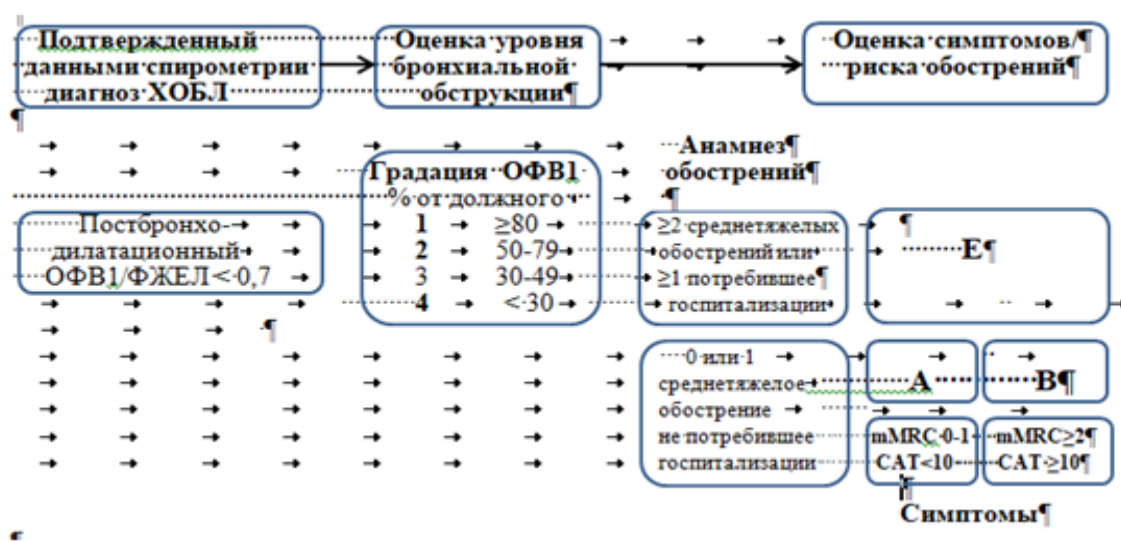 Подтвержденный
данными спирометрии
диагноз ХОБЛ
Оценка уровня
бронхиальной
обструкции¶
Оценка симптомов/¶
риска обострений¶
¶
Анамнез¶
обострений¶
¶
Градация ОФВ1
% от должного
1 ≥80
2 50-79
3 30-49
4 <30
Постбронхо-
дилатационный
ОФВ1/ФЖЕЛ< 0,7
¶
≥2 среднетяжелых
обострений или
≥1 потребившее¶
госпитализации
¶
E¶
0 или 1
среднетяжелое
обострение
не потребившее
госпитализации
A B¶
mMRC 0-1 mMRC≥2¶
CAT<10 CAT ≥10¶
¶
Симптомы¶
¶